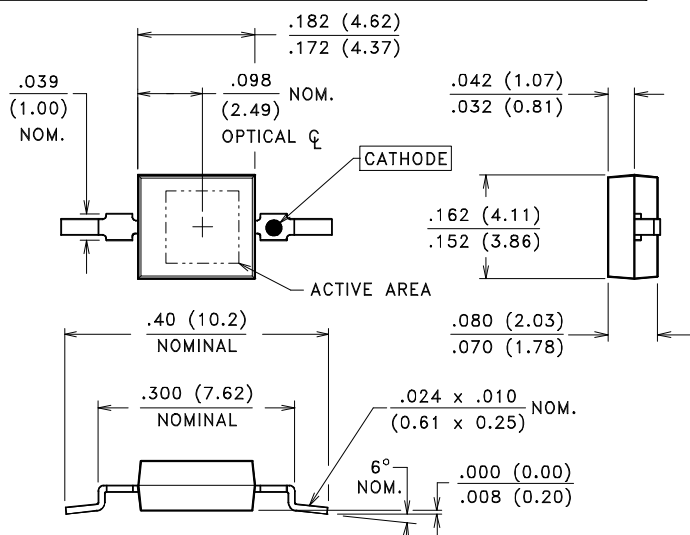 .182 (4.62)
.172 (4.37)
.039
(1.00)
NOM.
.098
(2.49)
NOM.
OPTICAL ℄
.042 (1.07)
.032 (0.81)
CATHODE
.162 (4.11)
.152 (3.86)
ACTIVE AREA
.40 (10.2)
NOMINAL
.080 (2.03)
.070 (1.78)
.300 (7.62)
NOMINAL
.024 x .010
(0.61 x 0.25)
NOM.
6°
NOM.
.000 (0.00)
.008 (0.20)